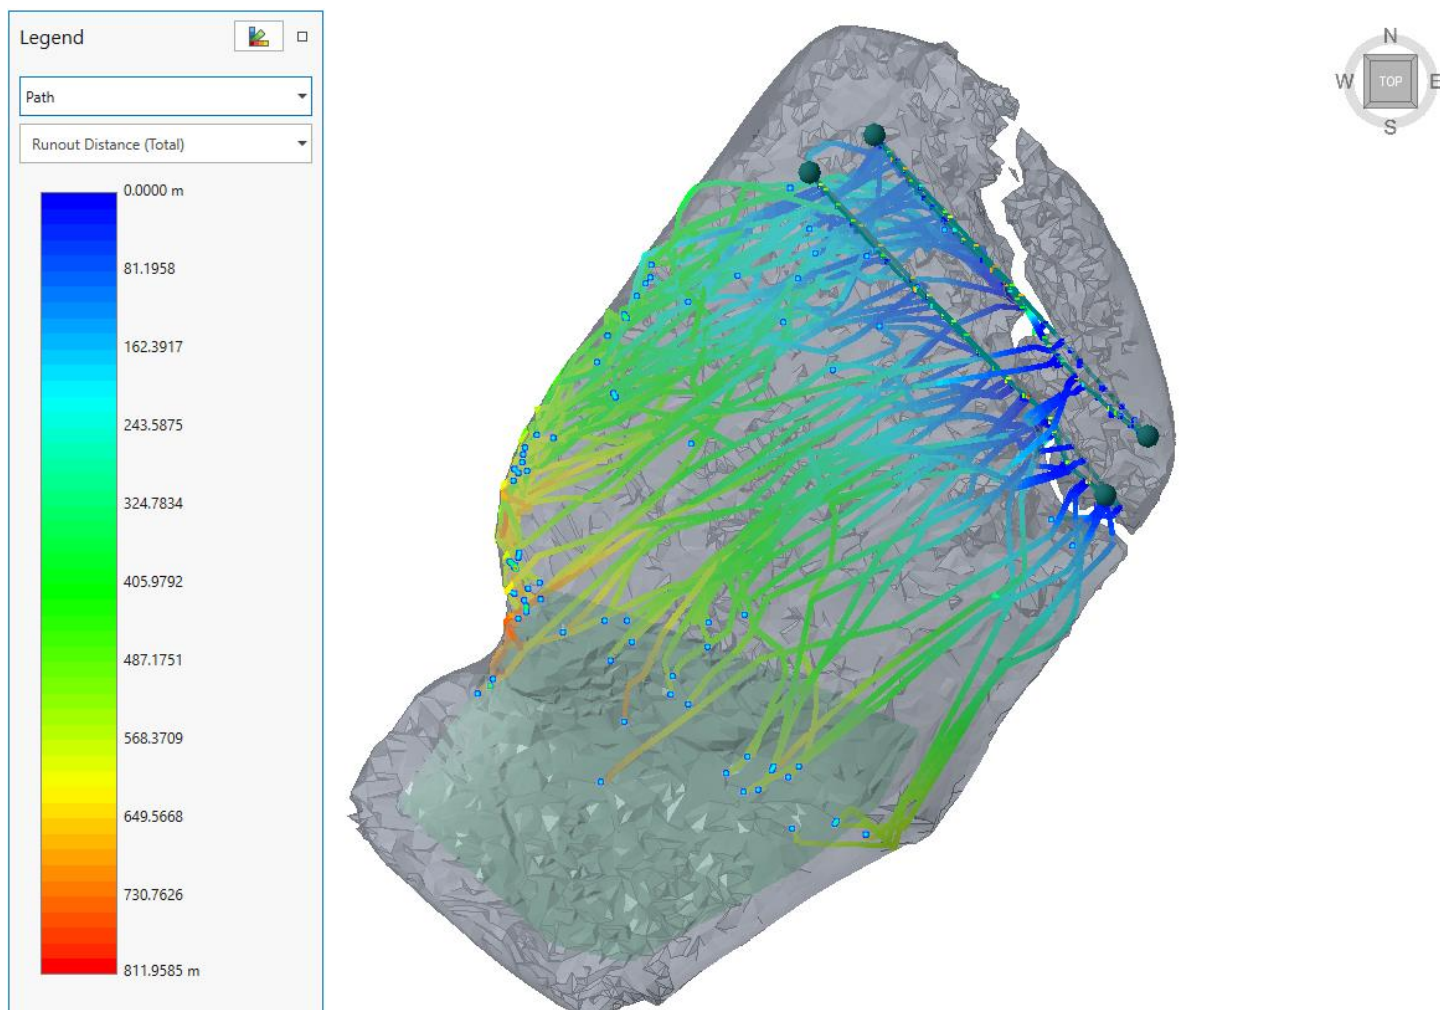 Legend
Path
Runout Distance (Total)
0.0000 m
81.1958
162.3917
243.5875
324.7834
405.9792
487.1751
568.3709
649.5668
730.7626
811.9585 m
N
W TOP E
S